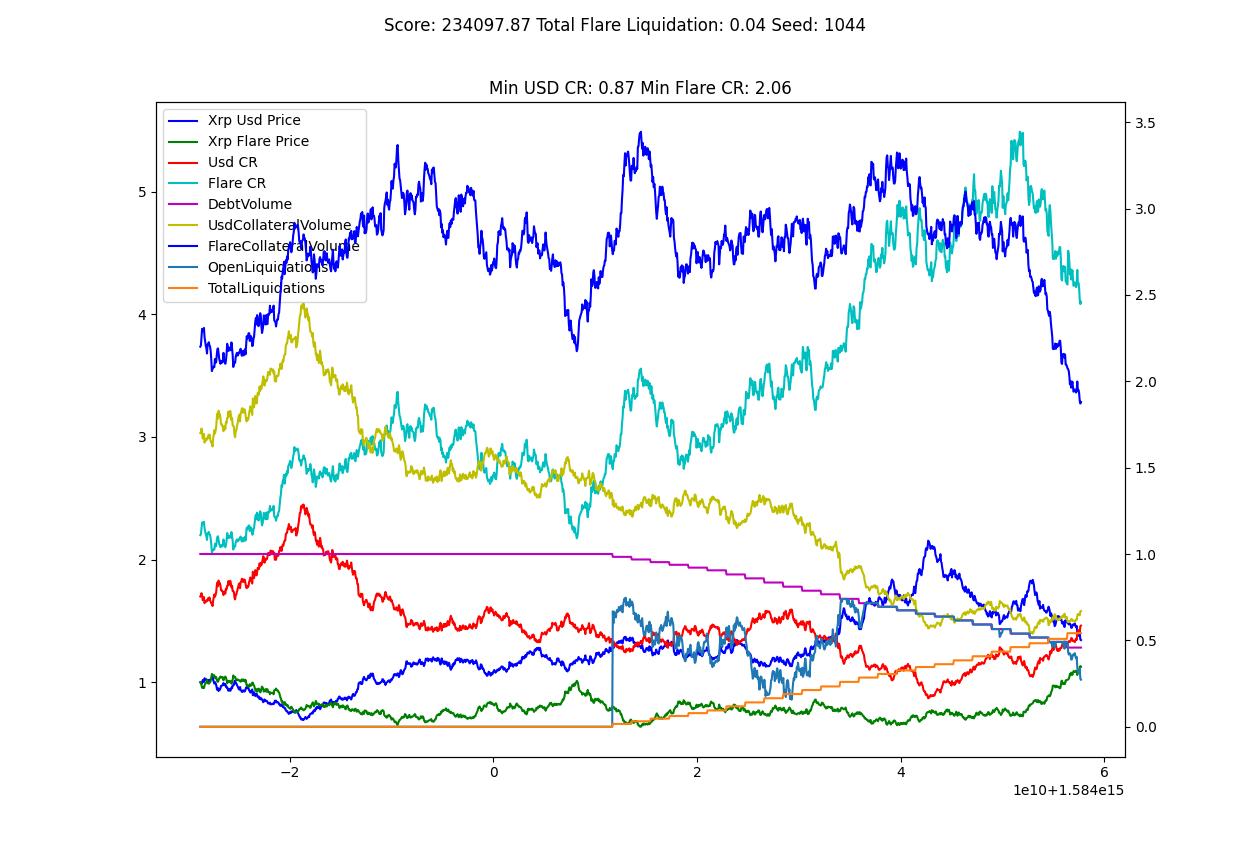 Score: 234097.87 Total Flare Liquidation: 0.04 Seed: 1044
Min USD CR: 0.87 Min Flare CR: 2.06
Xrp Usd Price
Xrp Flare Price
Usd CR
Flare CR
DebtVolume
UsdCollateralVolume
FlareCollateralVolume
OpenLiquidations
TotalLiquidations
5
4
3
2
1
3.5
3.0
2.5
2.0
1.5
1.0
0.5
0.0
−2 0 2 4 6
1e10+1.584e15